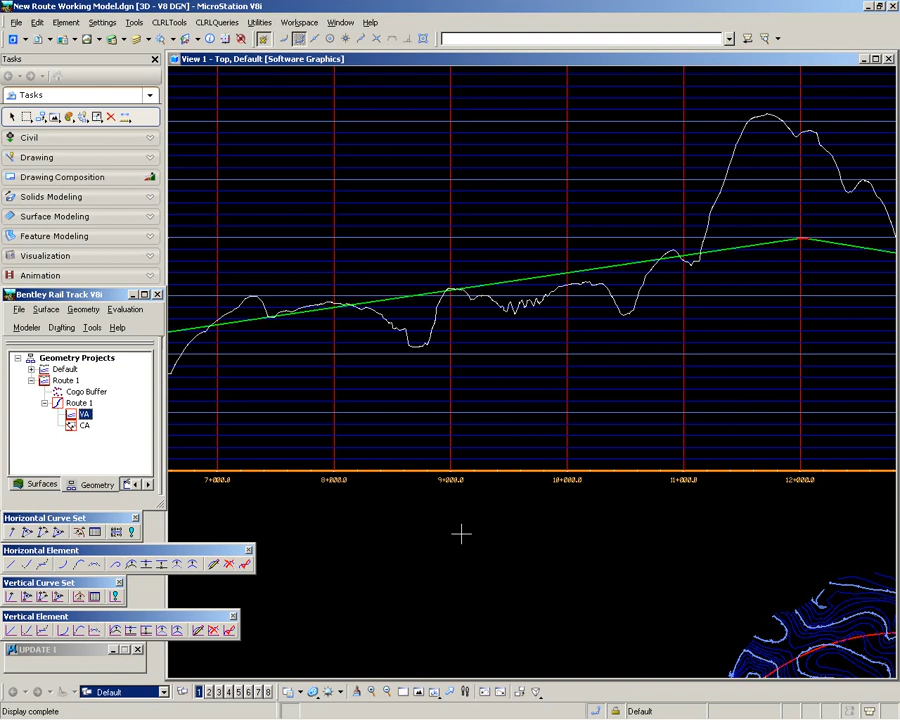 New Route Working Model.dgn [3D - V8 DGN] - MicroStation V8i
File Edit Element Settings Tools CLRLTools CLRLQueries Utilities Workspace Window Help
Tasks
View 1 - Top, Default [Software Graphics]
Tasks
Civil
Drawing
Drawing Composition
Solids Modeling
Surface Modeling
Feature Modeling
Visualization
Animation
Bentley Rail Track V8i
File Surface Geometry Evaluation
Modeler Drafting Tools Help
Geometry Projects
Default
Route 1
Cogo Buffer
Route 1
VA
CA
Surfaces Geometry
7+000.0 8+000.0 9+000.0 10+000.0 11+000.0 12+000.0
Horizontal Curve Set
Horizontal Element
Vertical Curve Set
Vertical Element
UPDATE 1
Default 1 2 3 4 5 6 7 8
Display complete
Default